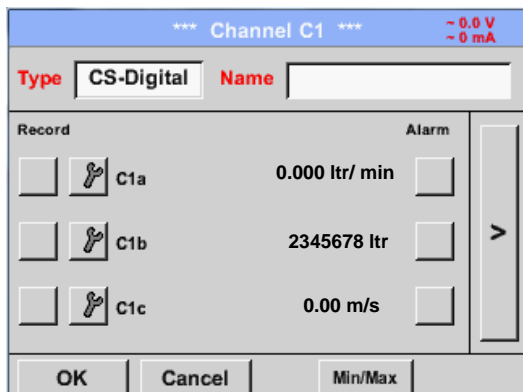 *** Channel C1 ***
~ 0.0 V
~ 0 mA
Type CS-Digital Name
Record Alarm
C1a 0.000 ltr/ min
C1b 2345678 ltr
>
C1c 0.00 m/s
OK Cancel Min/Max